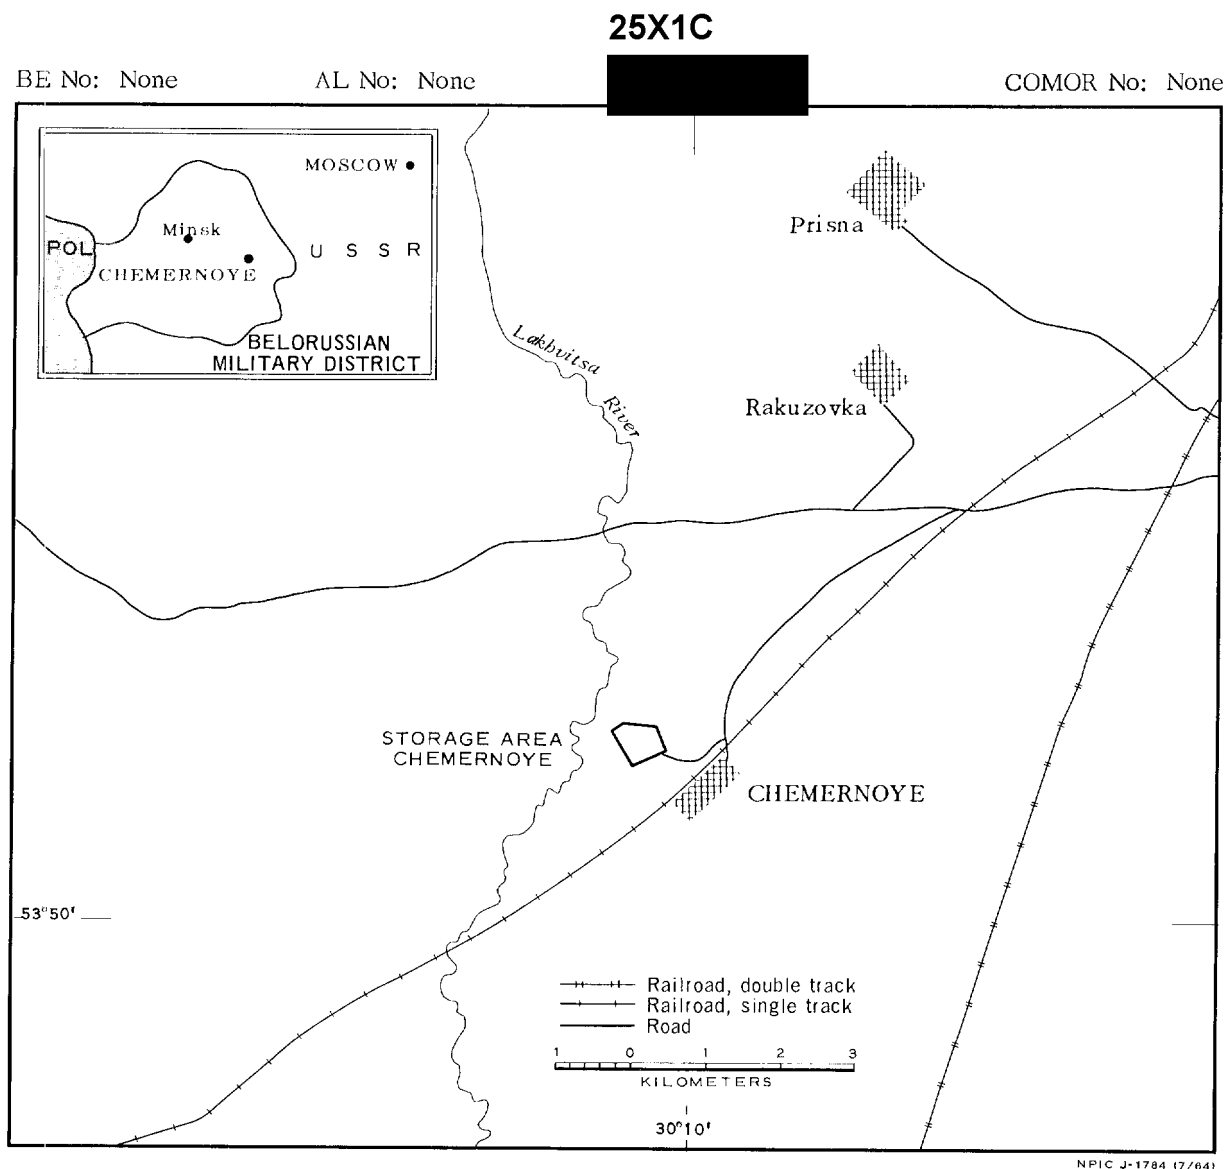 25X1C
BE No: None AL No: None COMOR No: None
MOSCOW
Minsk
POL
U S S R
CHEMERNOYE
BELORUSSIAN
MILITARY DISTRICT
Prisna
Lakhvitsa
River
Rakuzovka
STORAGE AREA
CHEMERNOYE
CHEMERNOYE
53°50'
Railroad, double track
Railroad, single track
Road
1 0 1 2 3
KILOMETERS
30°10'
NPIC J-1784 (7/64)